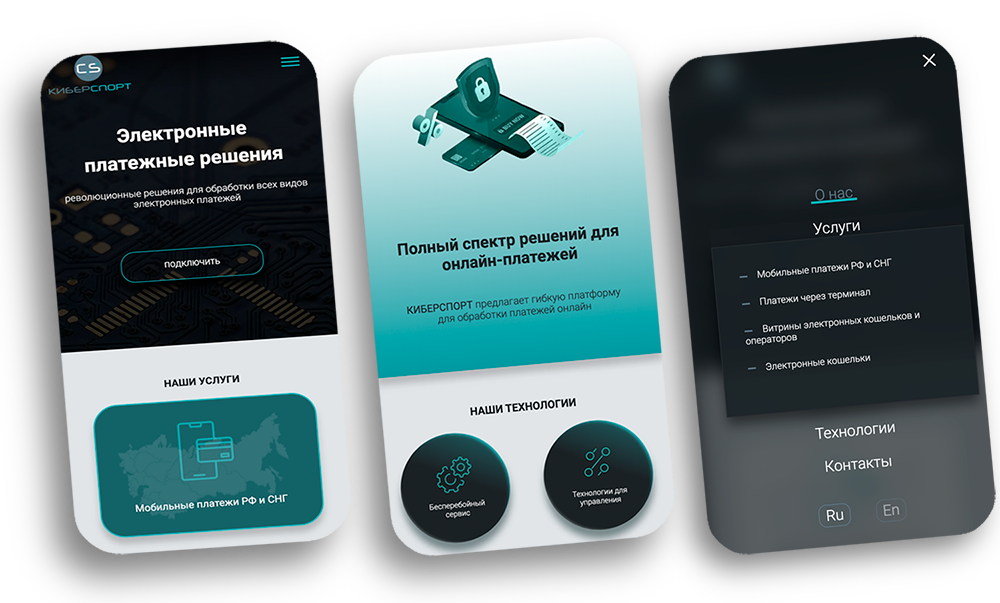 CS
КИБЕРСПОРТ
Электронные
платежные решения
революционные решения для обработки всех видов
электронных платежей
подключить
НАШИ УСЛУГИ
Мобильные платежи РФ и СНГ
BUY NOW
Полный спектр решений для
онлайн-платежей
КИБЕРСПОРТ предлагает гибкую платформу
для обработки платежей онлайн
НАШИ ТЕХНОЛОГИИ
Бесперебойный
сервис
Технологии для
управления
О нас
Услуги
— Мобильные платежи РФ и СНГ
— Платежи через терминал
— Витрины электронных кошельков и
операторов
— Электронные кошельки
Технологии
Контакты
Ru
En